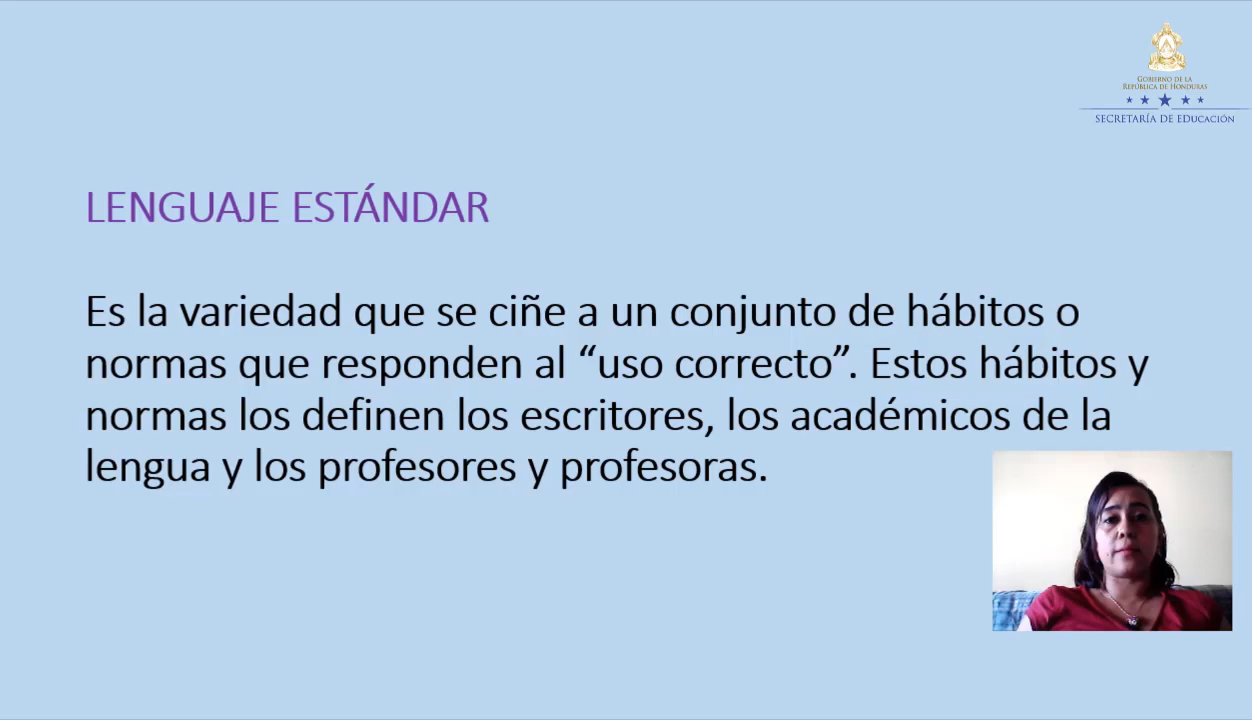 GOBIERNO DE LA
REPÚBLICA DE HONDURAS
SECRETARÍA DE EDUCACIÓN
LENGUAJE ESTÁNDAR
Es la variedad que se ciñe a un conjunto de hábitos o
normas que responden al “uso correcto”. Estos hábitos y
normas los definen los escritores, los académicos de la
lengua y los profesores y profesoras.